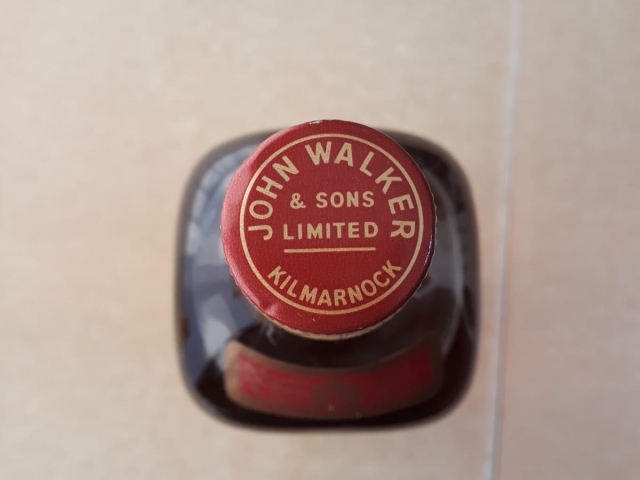 JOHN WALKER
& SONS
LIMITED
KILMARNOCK